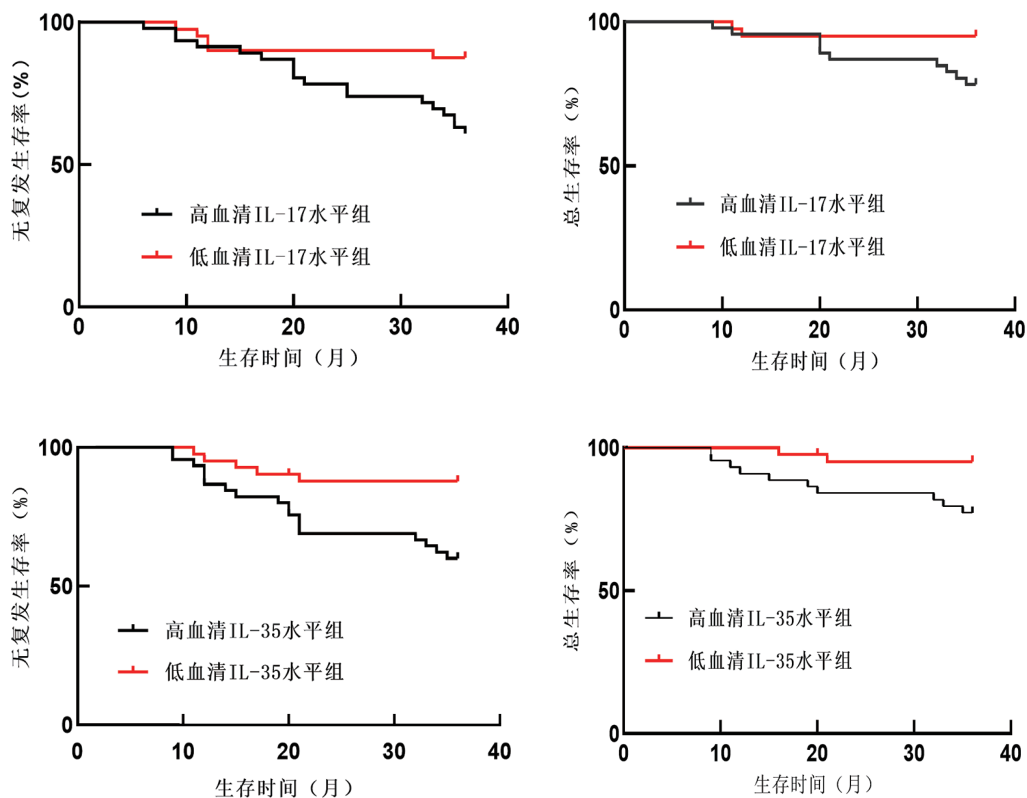 100
50
0
无复发生存率(%)
高血清IL-17水平组
低血清IL-17水平组
0 10 20 30 40
生存时间（月）
100
50
0
总生存率（%）
高血清IL-17水平组
低血清IL-17水平组
0 10 20 30 40
生存时间（月）
100
50
0
无复发生存率（%）
高血清IL-35水平组
低血清IL-35水平组
0 10 20 30 40
生存时间（月）
100
50
0
总生存率（%）
高血清IL-35水平组
低血清IL-35水平组
0 10 20 30 40
生存时间（月）